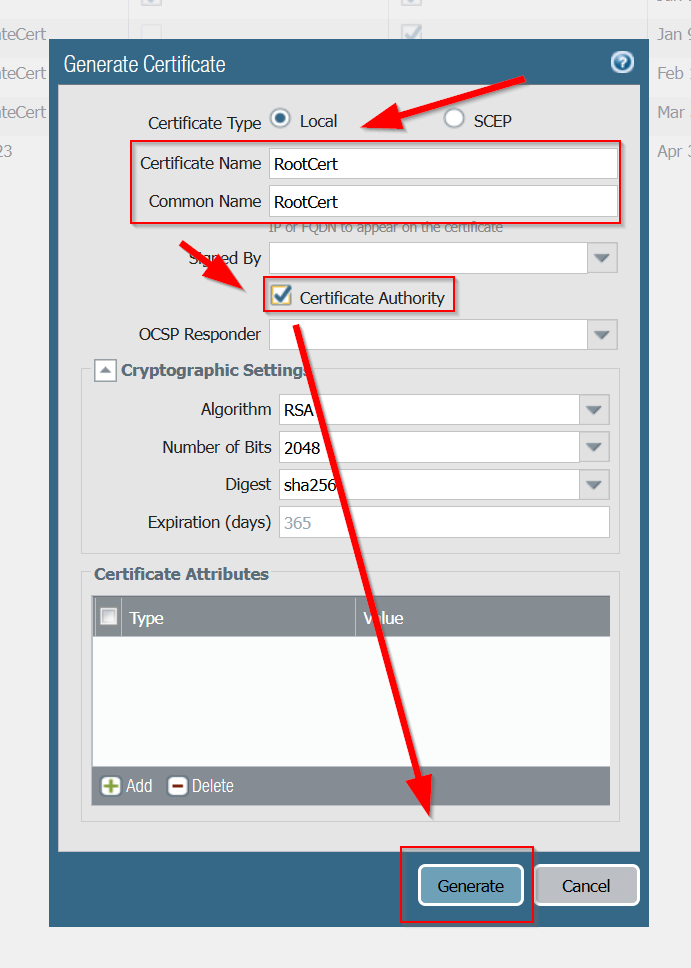 ateCert
Jan 9
Generate Certificate
ateCert
Feb
Certificate Type Local SCEP
ateCert
Mar
23
Apr 3
Certificate Name RootCert
Common Name RootCert
IP or FQDN to appear on the certificate
Signed By
Certificate Authority
OCSP Responder
Cryptographic Settings
Algorithm RSA
Number of Bits 2048
Digest sha256
Expiration (days) 365
Certificate Attributes
Type Value
Add Delete
Generate Cancel